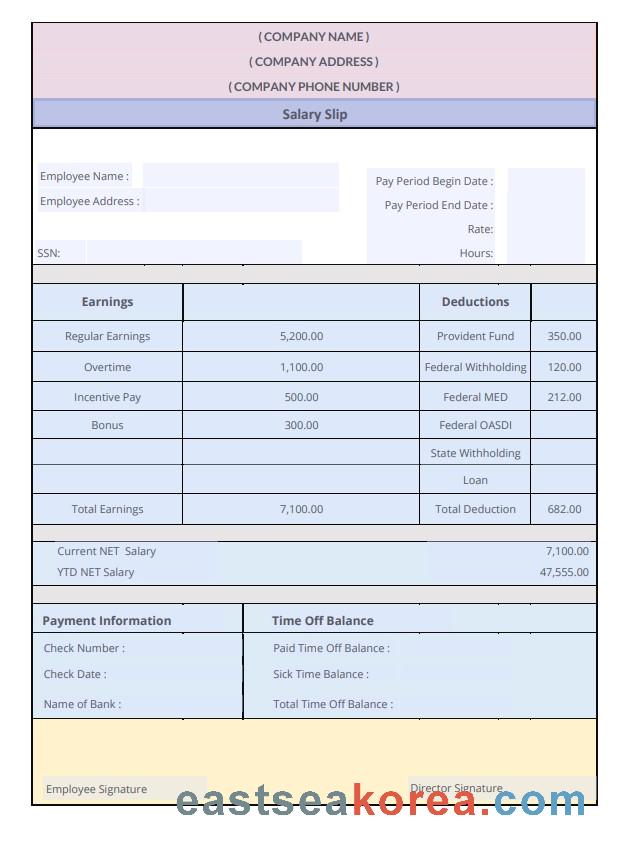 ( COMPANY NAME )
( COMPANY ADDRESS )
( COMPANY PHONE NUMBER )
Salary Slip
Employee Name :
Employee Address :
SSN:
Pay Period Begin Date :
Pay Period End Date :
Rate:
Hours:
Earnings Deductions
Regular Earnings 5,200.00 Provident Fund 350.00
Overtime 1,100.00 Federal Withholding 120.00
Incentive Pay 500.00 Federal MED 212.00
Bonus 300.00 Federal OASDI
State Withholding
Loan
Total Earnings 7,100.00 Total Deduction 682.00
Current NET Salary 7,100.00
YTD NET Salary 47,555.00
Payment Information Time Off Balance
Check Number : Paid Time Off Balance :
Check Date : Sick Time Balance :
Name of Bank : Total Time Off Balance :
Employee Signature Director Signature
eastseakorea.com